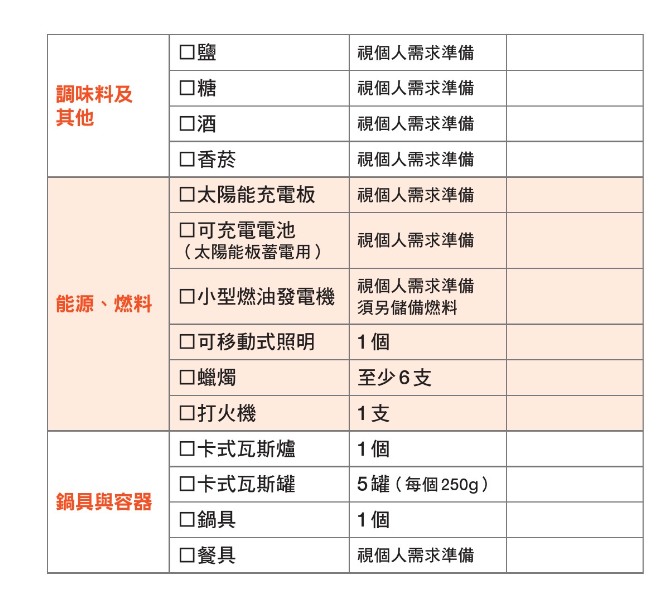 調味料及
其他
□鹽 視個人需求準備
□糖 視個人需求準備
□酒 視個人需求準備
□香菸 視個人需求準備
能源、燃料
□太陽能充電板 視個人需求準備
□可充電電池
（太陽能板蓄電用） 視個人需求準備
□小型燃油發電機 視個人需求準備
須另儲備燃料
□可移動式照明 1個
□蠟燭 至少6支
□打火機 1支
鍋具與容器
□卡式瓦斯爐 1個
□卡式瓦斯罐 5罐（每個250g）
□鍋具 1個
□餐具 視個人需求準備